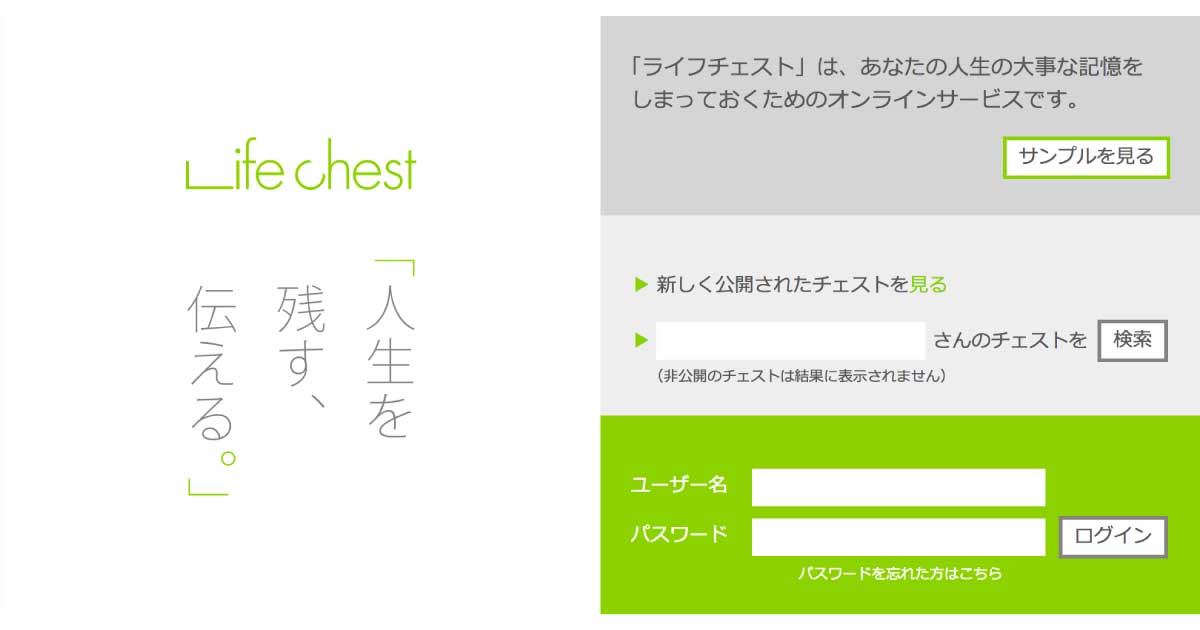 Life chest
「人生を
残す、
伝える。」
「ライフチェスト」は、あなたの人生の大事な記憶を
しまっておくためのオンラインサービスです。
サンプルを見る
▶ 新しく公開されたチェストを見る
▶ さんのチェストを 検索
（非公開のチェストは結果に表示されません）
ユーザー名
パスワード ログイン
パスワードを忘れた方はこちら